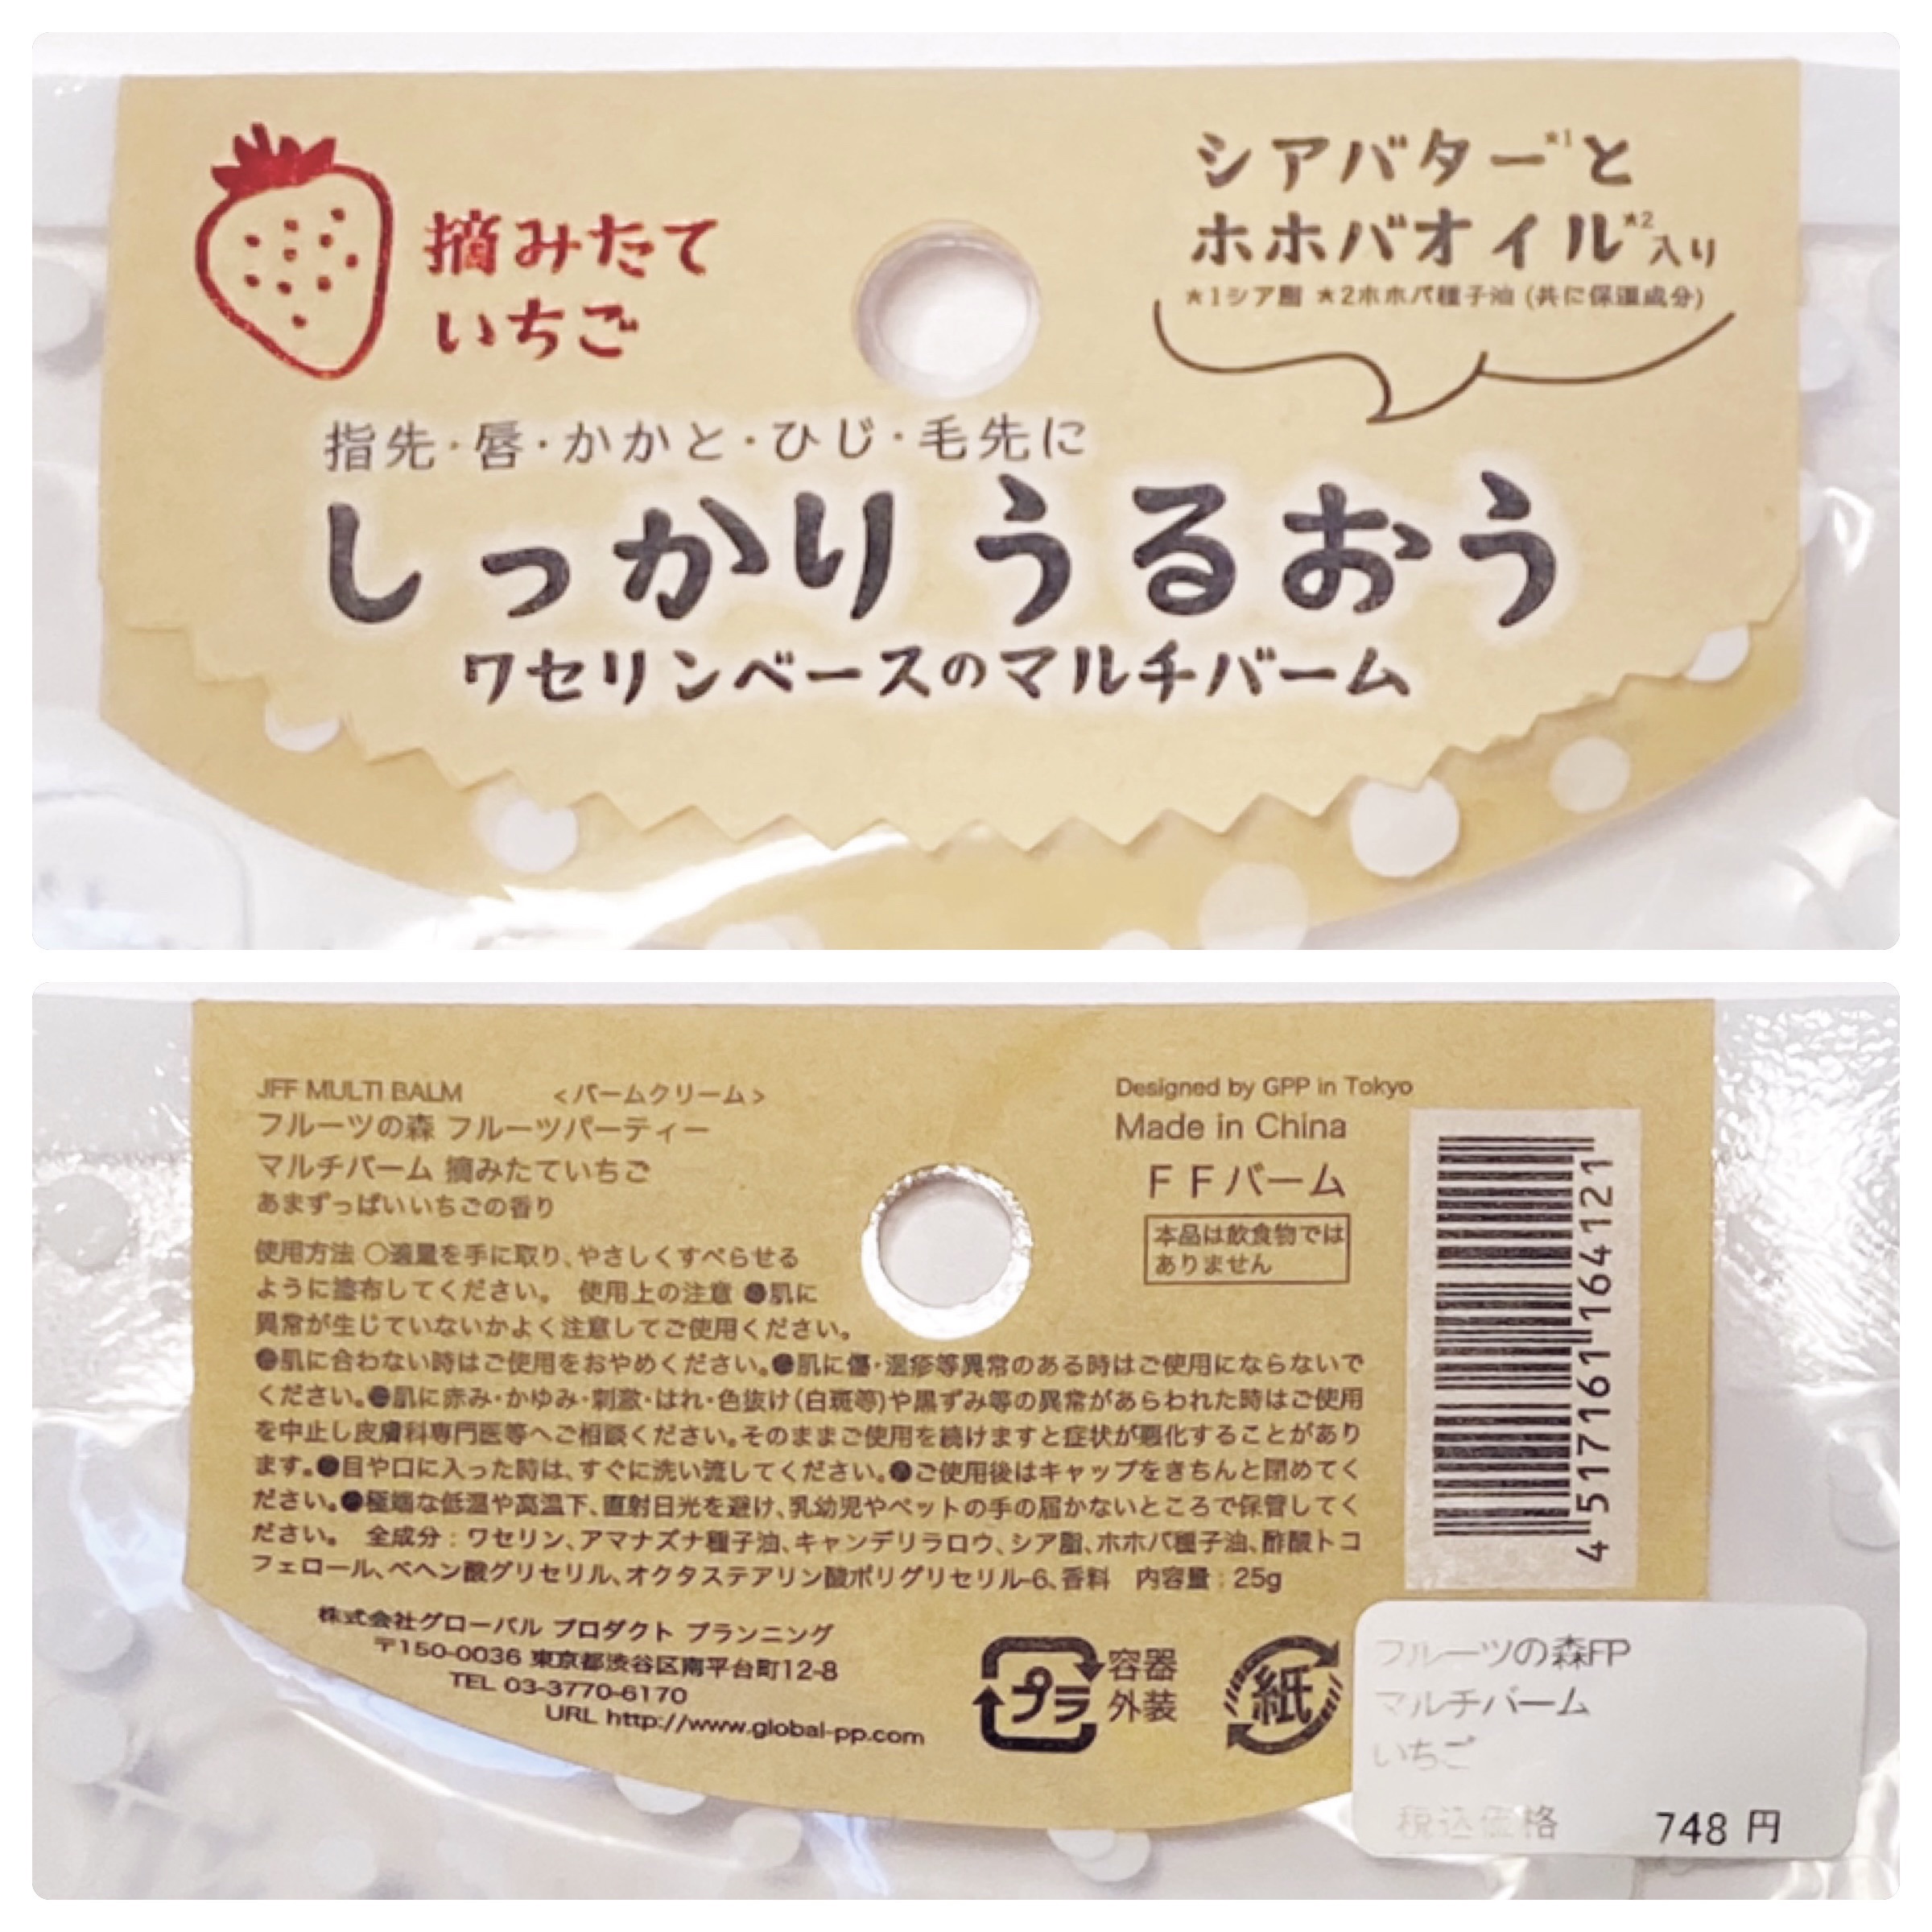 摘みたて
いちご
シアバター*1と
ホホバオイル*2入り
*1シア脂 *2ホホバ種子油 (共に保湿成分)
指先・唇・かかと・ひじ・毛先に
しっかりうるおう
ワセリンベースのマルチバーム
JFF MULTI BALM <バームクリーム>
フルーツの森 フルーツパーティー
マルチバーム 摘みたていちご
あまずっぱいいちごの香り
使用方法 ○適量を手に取り、やさしくすべらせる
ように塗布してください。 使用上の注意 ●肌に
異常が生じていないかよく注意してご使用ください。
●肌に合わない時はご使用をおやめください。●肌に傷・湿疹等異常のある時はご使用にならないで
ください。●肌に赤み・かゆみ・刺激・はれ・色抜け(白斑等)や黒ずみ等の異常があらわれた時はご使用
を中止し皮膚科専門医等へご相談ください。そのままご使用を続けますと症状が悪化することがあり
ます。●目や口に入った時は、すぐに洗い流してください。●ご使用後はキャップをきちんと閉めてく
ださい。●極端な低温や高温下、直射日光を避け、乳幼児やペットの手の届かないところで保管してく
ださい。 全成分：ワセリン、アマナズナ種子油、キャンデリラロウ、シア脂、ホホバ種子油、酢酸トコ
フェロール、ベヘン酸グリセリル、オクタステアリン酸ポリグリセリル-6、香料 内容量：25g
株式会社グローバル プロダクト プランニング
〒150-0036 東京都渋谷区南平台町12-8
TEL 03-3770-6170
URL http://www.global-pp.com
Designed by GPP in Tokyo
Made in China
FFバーム
本品は飲食物では
ありません
4517161164121
プラ
容器
外装
紙
フルーツの森FP
マルチバーム
いちご
税込価格 748円